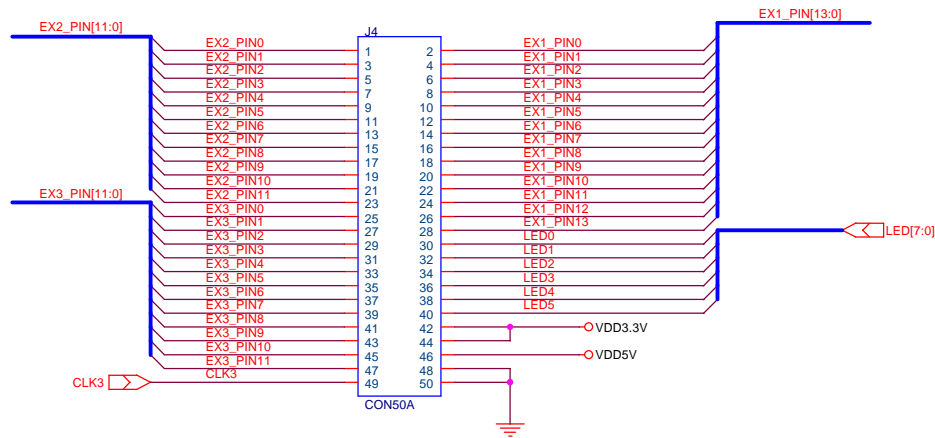 EX2_PIN[11:0]
EX1_PIN[13:0]
J4
EX2_PIN0 1 2 EX1_PIN0
EX2_PIN1 3 4 EX1_PIN1
EX2_PIN2 5 6 EX1_PIN2
EX2_PIN3 7 8 EX1_PIN3
EX2_PIN4 9 10 EX1_PIN4
EX2_PIN5 11 12 EX1_PIN5
EX2_PIN6 13 14 EX1_PIN6
EX2_PIN7 15 16 EX1_PIN7
EX2_PIN8 17 18 EX1_PIN8
EX2_PIN9 19 20 EX1_PIN9
EX2_PIN10 21 22 EX1_PIN10
EX3_PIN[11:0]
EX2_PIN11 23 24 EX1_PIN11
EX3_PIN0 25 26 EX1_PIN12
EX3_PIN1 27 28 EX1_PIN13
EX3_PIN2 29 30 LED0
LED[7:0]
EX3_PIN3 31 32 LED1
EX3_PIN4 33 34 LED2
EX3_PIN5 35 36 LED3
EX3_PIN6 37 38 LED4
EX3_PIN7 39 40 LED5
EX3_PIN8 41 42 VDD3.3V
EX3_PIN9 43 44
EX3_PIN10 45 46 VDD5V
EX3_PIN11 47 48
CLK3 CLK3 49 50
CON50A